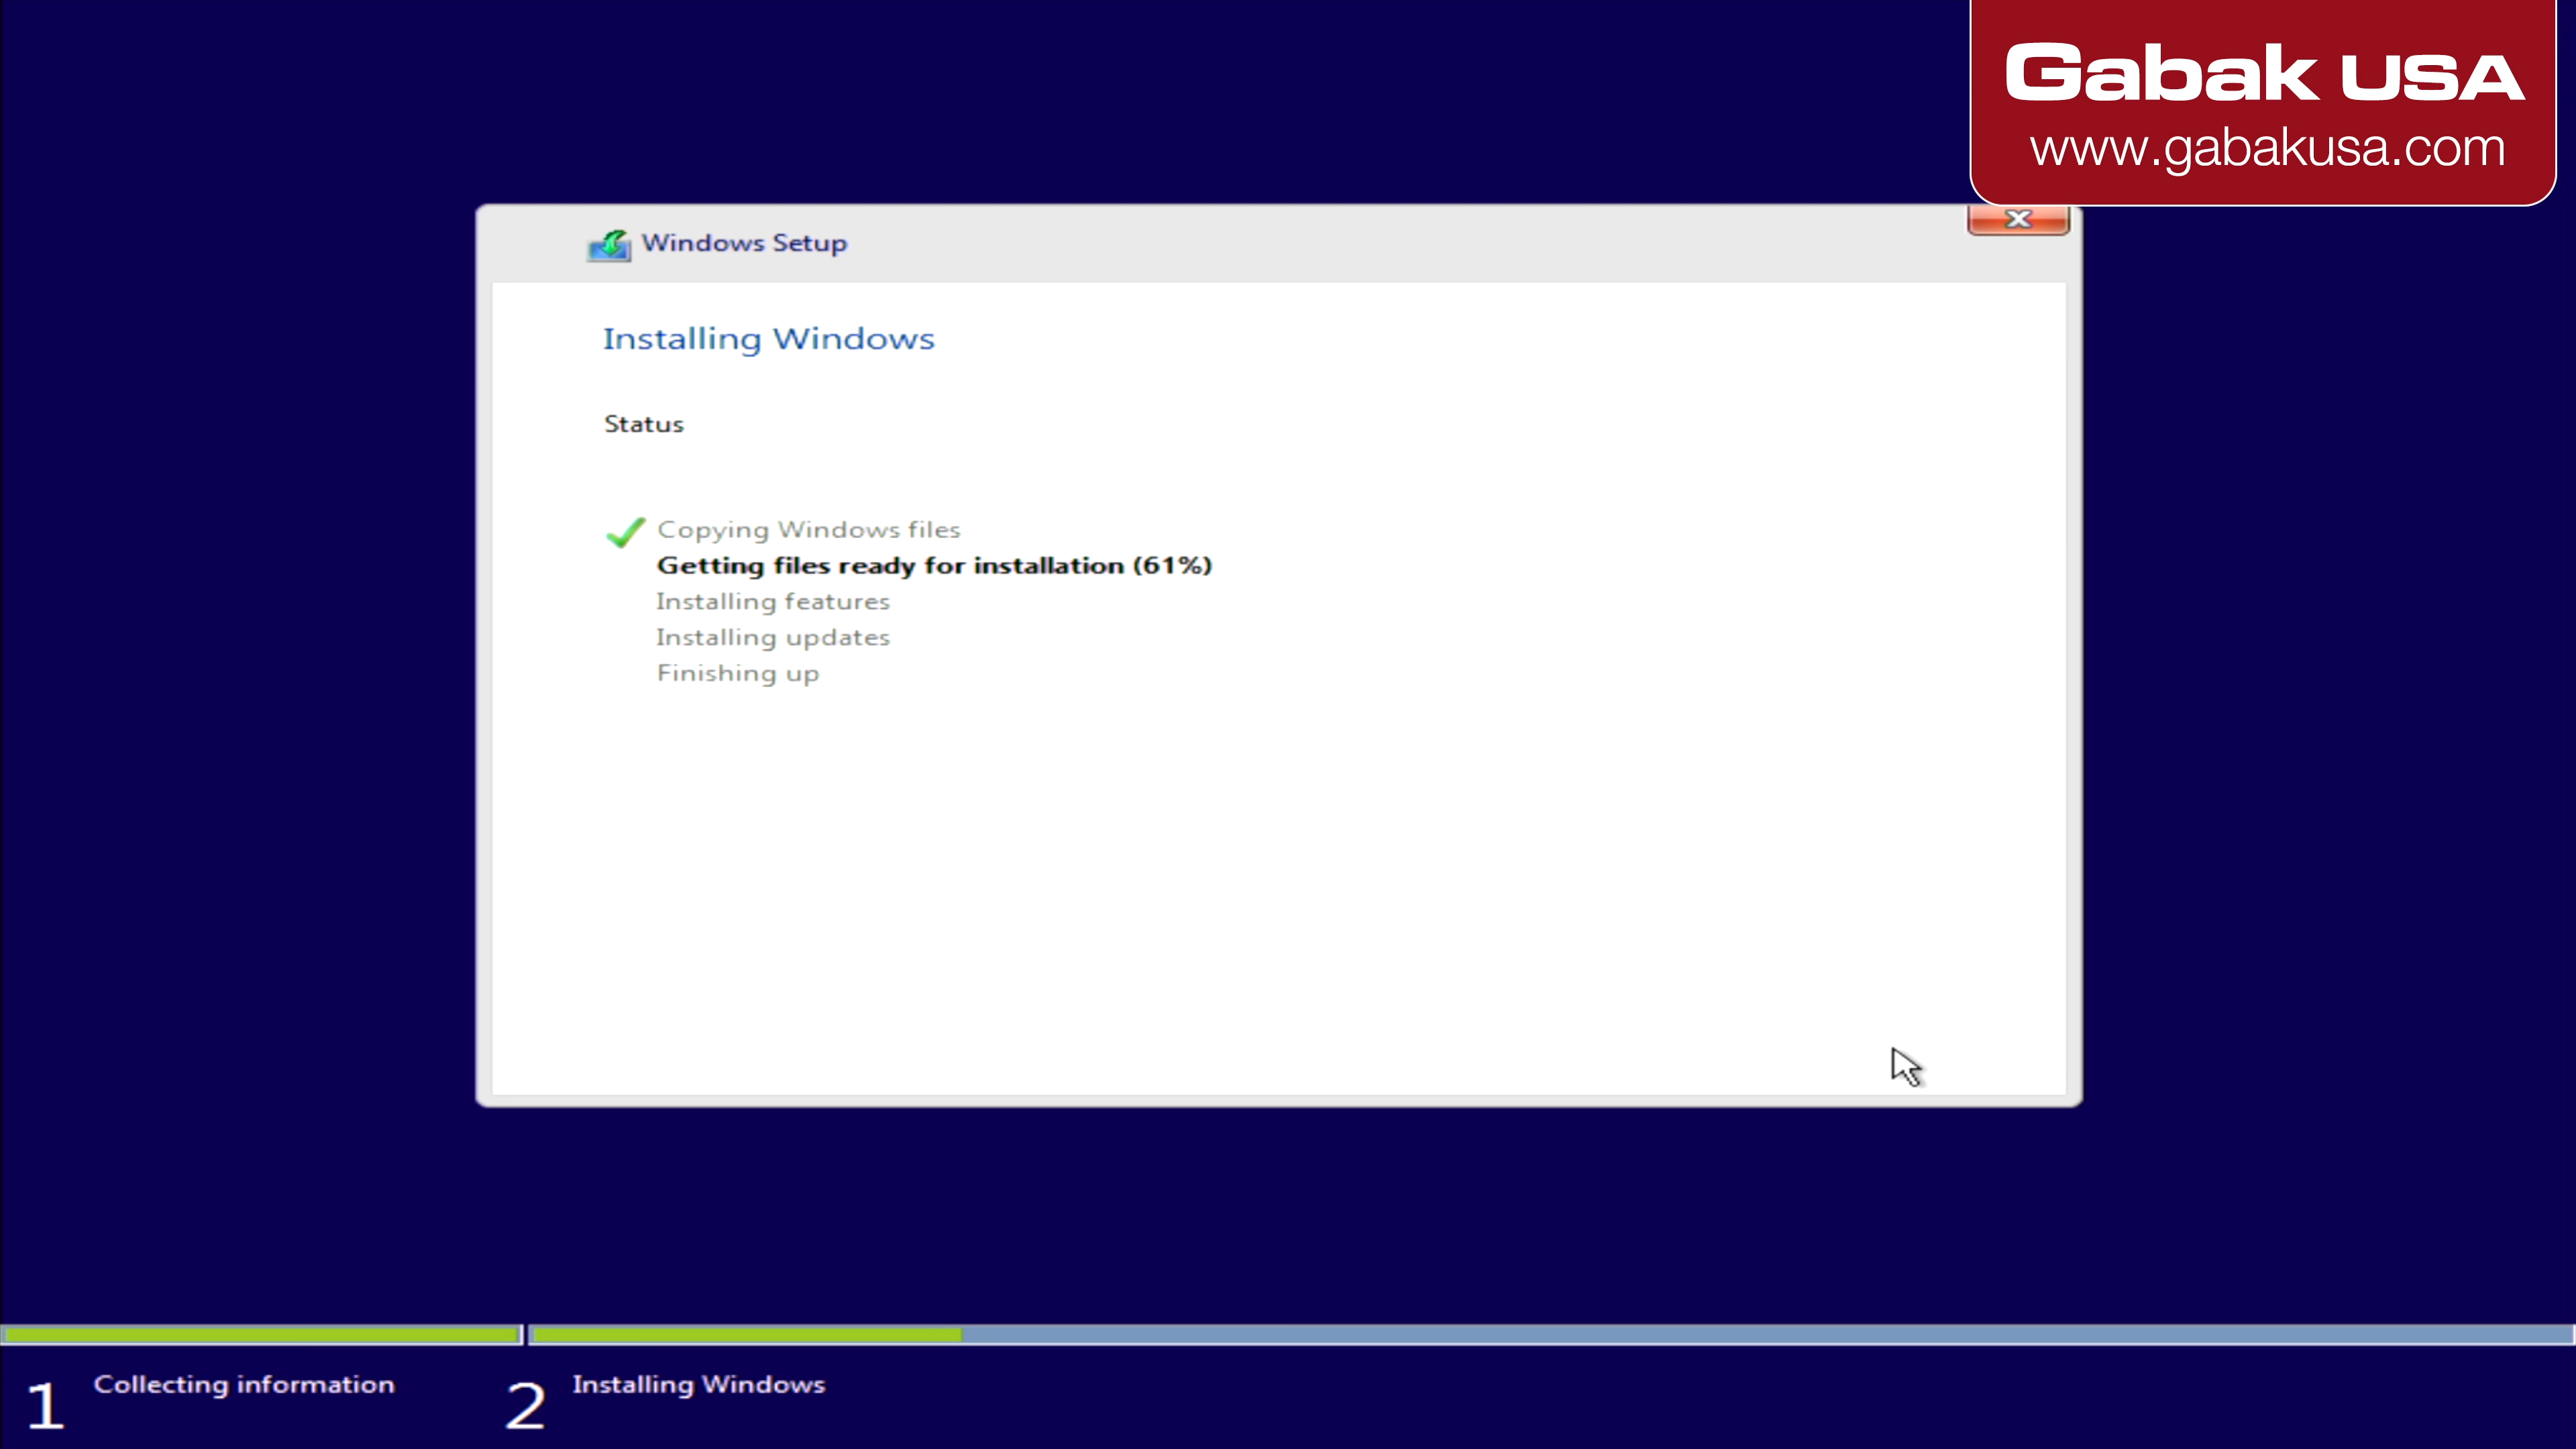 Gabak USA
www.gabakusa.com
Windows Setup
Installing Windows
Status
Copying Windows files
Getting files ready for installation (61%)
Installing features
Installing updates
Finishing up
1 Collecting information
2 Installing Windows